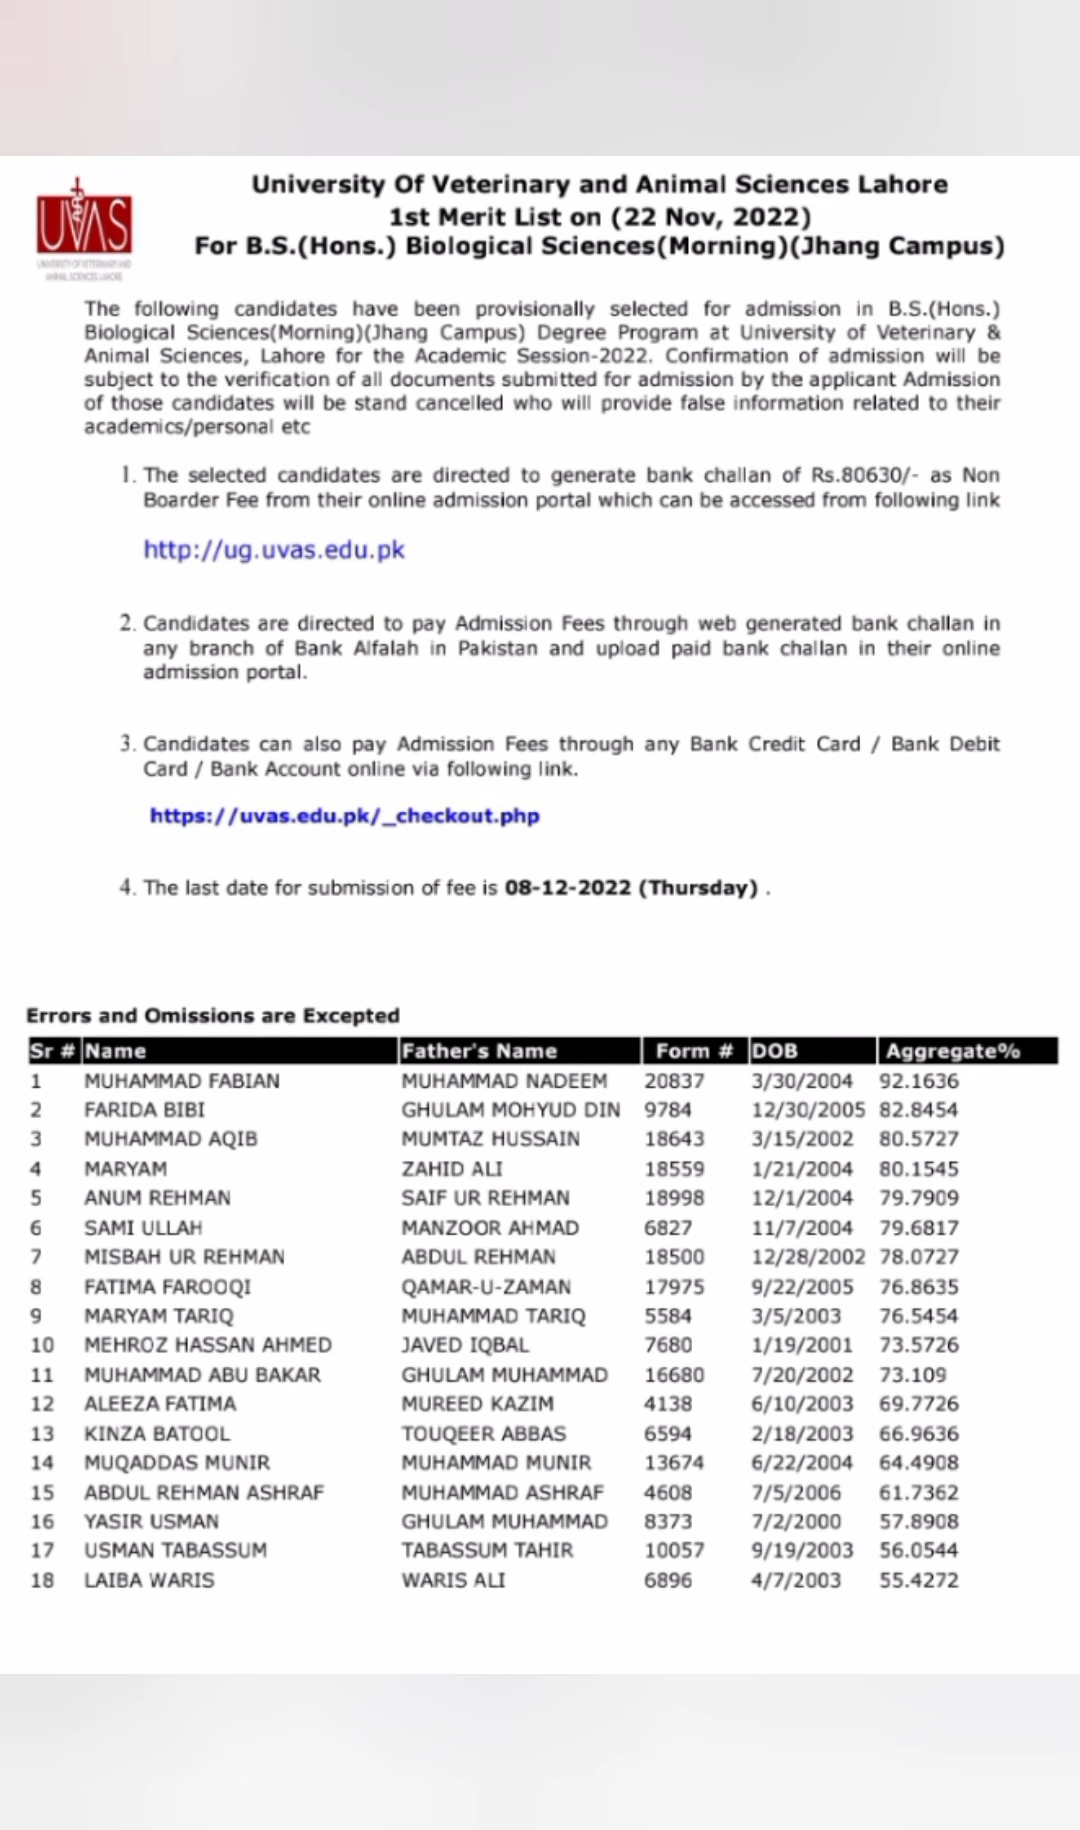 UVAS
UNIVERSITY OF VETERINARY AND
ANIMAL SCIENCES LAHORE
University Of Veterinary and Animal Sciences Lahore
1st Merit List on (22 Nov, 2022)
For B.S.(Hons.) Biological Sciences(Morning)(Jhang Campus)
The following candidates have been provisionally selected for admission in B.S.(Hons.)
Biological Sciences(Morning)(Jhang Campus) Degree Program at University of Veterinary &
Animal Sciences, Lahore for the Academic Session-2022. Confirmation of admission will be
subject to the verification of all documents submitted for admission by the applicant Admission
of those candidates will be stand cancelled who will provide false information related to their
academics/personal etc
1. The selected candidates are directed to generate bank challan of Rs.80630/- as Non
Boarder Fee from their online admission portal which can be accessed from following link
http://ug.uvas.edu.pk
2. Candidates are directed to pay Admission Fees through web generated bank challan in
any branch of Bank Alfalah in Pakistan and upload paid bank challan in their online
admission portal.
3. Candidates can also pay Admission Fees through any Bank Credit Card / Bank Debit
Card / Bank Account online via following link.
https://uvas.edu.pk/_checkout.php
4. The last date for submission of fee is 08-12-2022 (Thursday) .
Errors and Omissions are Excepted
Sr # Name Father's Name Form # DOB Aggregate%
1 MUHAMMAD FABIAN MUHAMMAD NADEEM 20837 3/30/2004 92.1636
2 FARIDA BIBI GHULAM MOHYUD DIN 9784 12/30/2005 82.8454
3 MUHAMMAD AQIB MUMTAZ HUSSAIN 18643 3/15/2002 80.5727
4 MARYAM ZAHID ALI 18559 1/21/2004 80.1545
5 ANUM REHMAN SAIF UR REHMAN 18998 12/1/2004 79.7909
6 SAMI ULLAH MANZOOR AHMAD 6827 11/7/2004 79.6817
7 MISBAH UR REHMAN ABDUL REHMAN 18500 12/28/2002 78.0727
8 FATIMA FAROOQI QAMAR-U-ZAMAN 17975 9/22/2005 76.8635
9 MARYAM TARIQ MUHAMMAD TARIQ 5584 3/5/2003 76.5454
10 MEHROZ HASSAN AHMED JAVED IQBAL 7680 1/19/2001 73.5726
11 MUHAMMAD ABU BAKAR GHULAM MUHAMMAD 16680 7/20/2002 73.109
12 ALEEZA FATIMA MUREED KAZIM 4138 6/10/2003 69.7726
13 KINZA BATOOL TOUQEER ABBAS 6594 2/18/2003 66.9636
14 MUQADDAS MUNIR MUHAMMAD MUNIR 13674 6/22/2004 64.4908
15 ABDUL REHMAN ASHRAF MUHAMMAD ASHRAF 4608 7/5/2006 61.7362
16 YASIR USMAN GHULAM MUHAMMAD 8373 7/2/2000 57.8908
17 USMAN TABASSUM TABASSUM TAHIR 10057 9/19/2003 56.0544
18 LAIBA WARIS WARIS ALI 6896 4/7/2003 55.4272